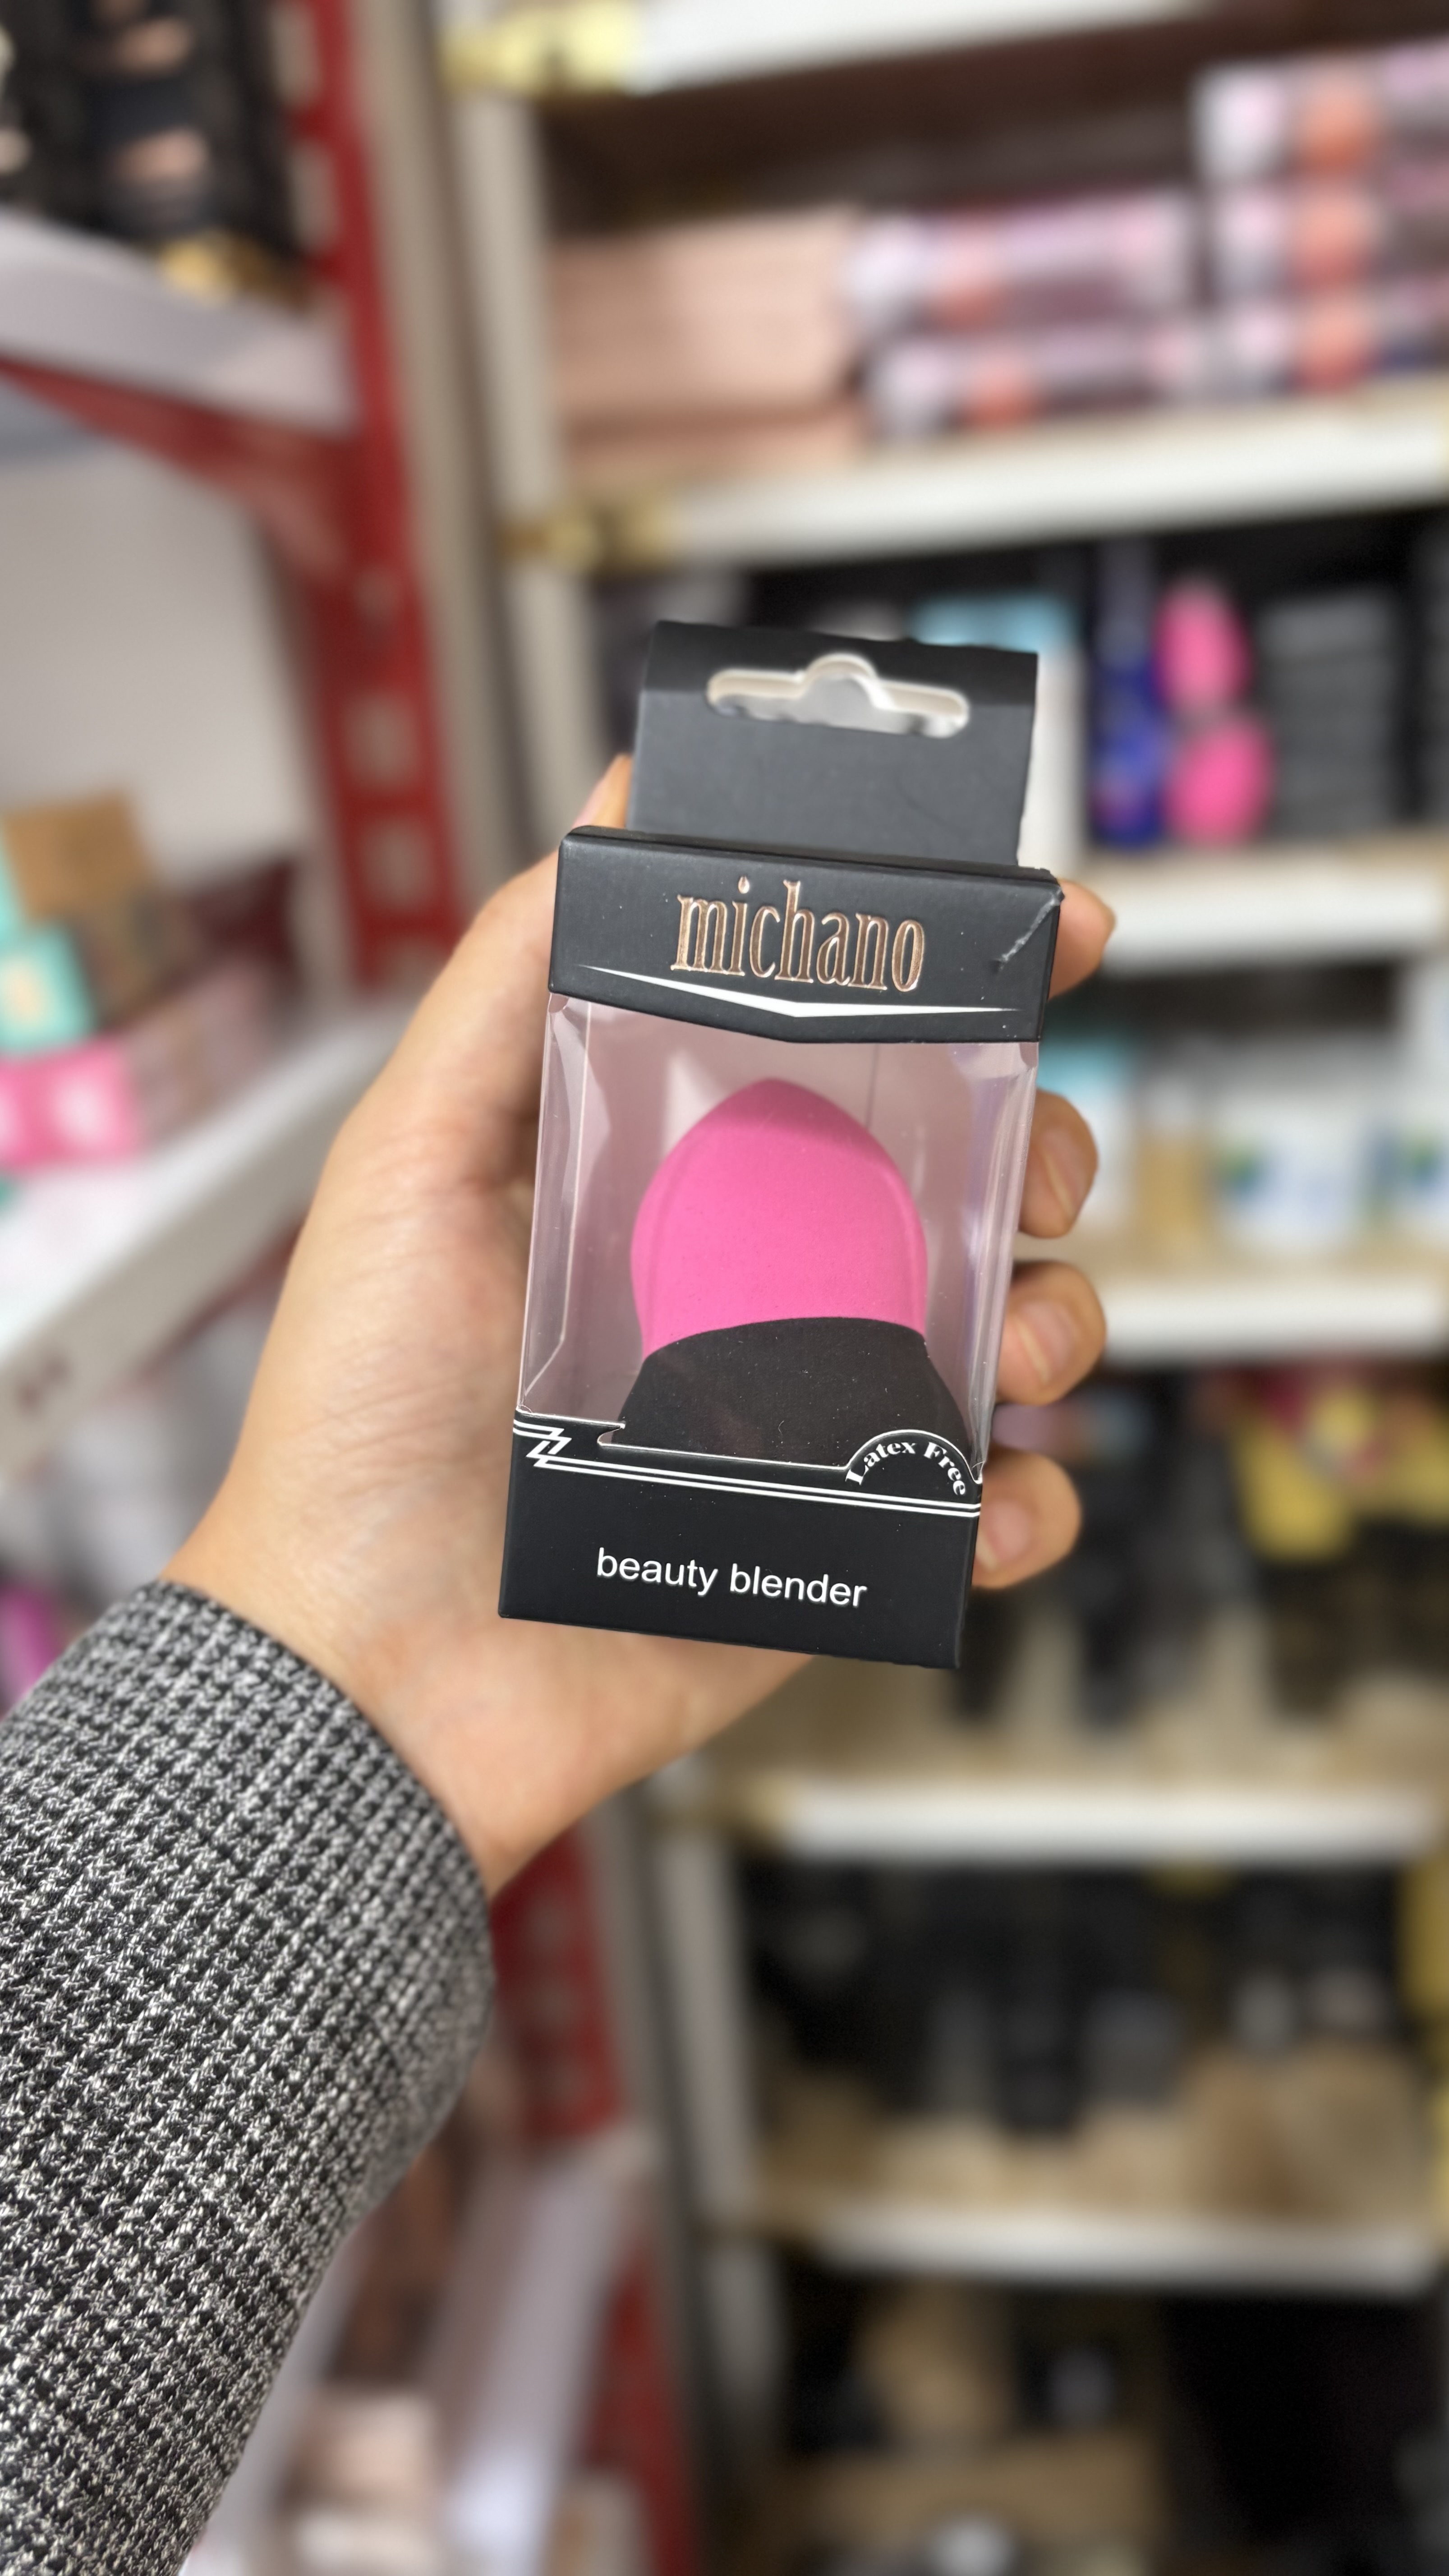 michano
Latex Free
beauty blender